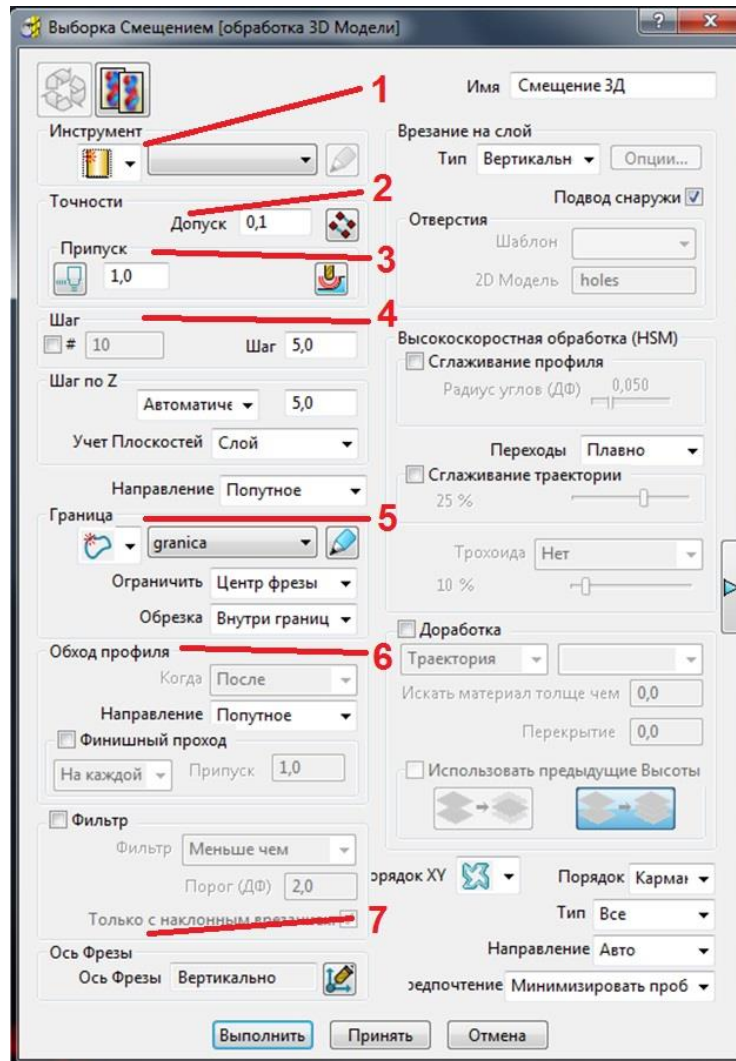 Выборка Смещением [обработка 3D Модели]
Имя Смещение 3Д
1
Инструмент
2
Точности
Допуск 0,1
Припуск
3
1,0
4
Шаг
# 10 Шаг 5,0
Шаг по Z
Автоматиче 5,0
Учет Плоскостей Слой
Направление Попутное
5
Граница
granica
Ограничить Центр фрезы
Обрезка Внутри границ
6
Обход профиля
Когда После
Направление Попутное
Финишный проход
На каждой Припуск 1,0
Фильтр
Фильтр Меньше чем
Порог (ДФ) 2,0
Только с наклонным врезанием
7
Ось Фрезы
Ось Фрезы Вертикально
Врезание на слой
Тип Вертикальн Опции...
Подвод снаружи
Отверстия
Шаблон
2D Модель holes
Высокоскоростная обработка (HSM)
Сглаживание профиля
Радиус углов (ДФ) 0,050
Переходы Плавно
Сглаживание траектории
25 %
Трохоида Нет
10 %
Доработка
Траектория
Искать материал толще чем 0,0
Перекрытие 0,0
Использовать предыдущие Высоты
орядок XY Порядок Карман
Тип Все
Направление Авто
редпочтение Минимизировать проб
Выполнить Принять Отмена